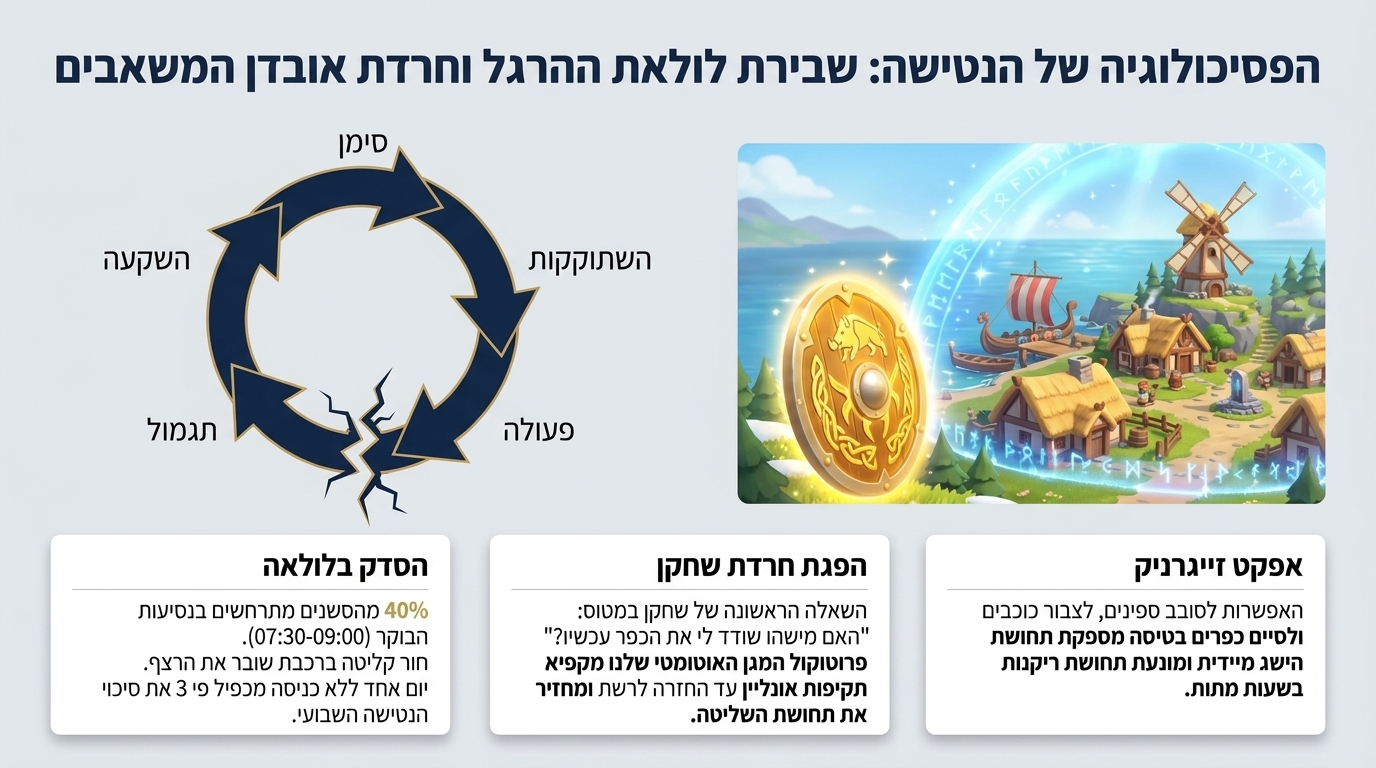 הפסיכולוגיה של הנטישה: שבירת לולאת ההרגל וחרדת אובדן המשאבים
סימן
השתוקקות
פעולה
תגמול
השקעה
אפקט זייגרניק
האפשרות לסובב ספינים, לצבור כוכבים
ולסיים כפרים בטיסה מספקת תחושת
הישג מיידית ומונעת תחושת ריקנות
בשעות מתות.
הפגת חרדת שחקן
השאלה הראשונה של שחקן במטוס:
"האם מישהו שודד לי את הכפר עכשיו?"
פרוטוקול המגן האוטומטי שלנו מקפיא
תקיפות אונליין עד החזרה לרשת ומחזיר
את תחושת השליטה.
הסדק בלולאה
40% מהסשנים מתרחשים בנסיעות
הבוקר (07:30-09:00).
חור קליטה ברכבת שובר את הרצף.
יום אחד ללא כניסה מכפיל פי 3 את סיכוי
הנטישה השבועי.